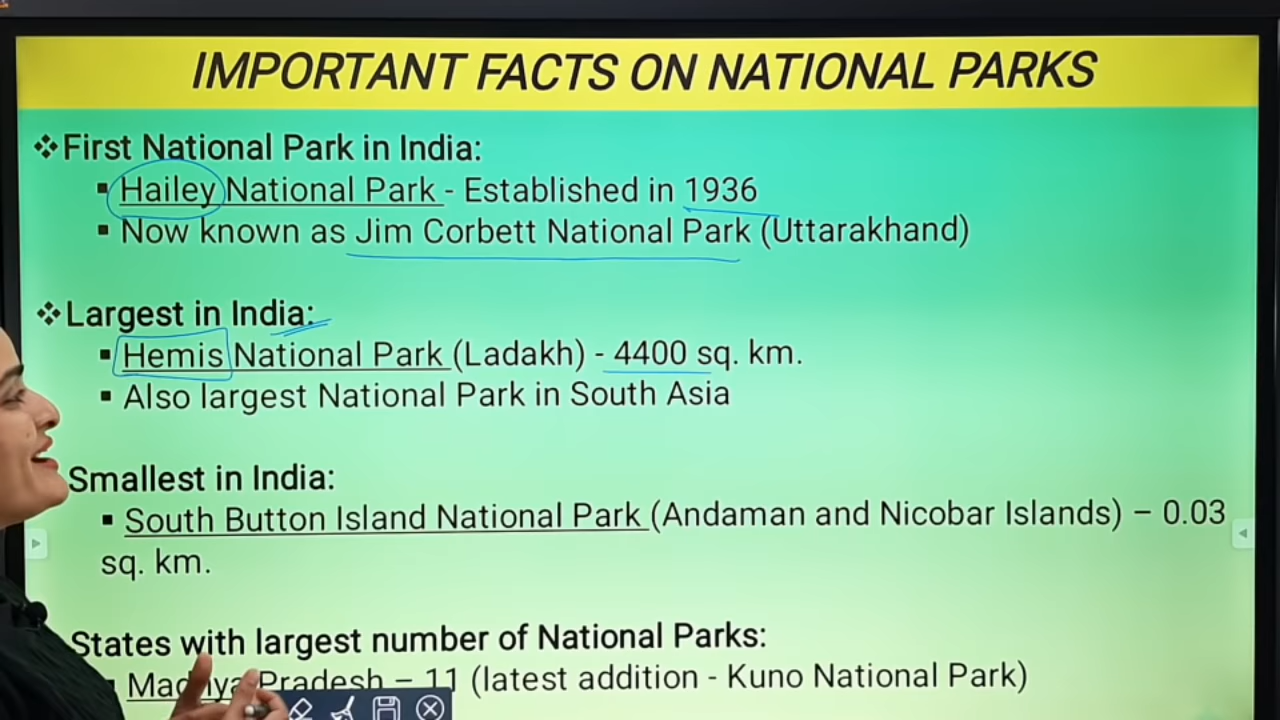 IMPORTANT FACTS ON NATIONAL PARKS
❖First National Park in India:
▪ Hailey National Park - Established in 1936
▪ Now known as Jim Corbett National Park (Uttarakhand)
❖Largest in India:
▪ Hemis National Park (Ladakh) - 4400 sq. km.
▪ Also largest National Park in South Asia
Smallest in India:
▪ South Button Island National Park (Andaman and Nicobar Islands) – 0.03
sq. km.
States with largest number of National Parks:
Pradesh – 11 (latest addition - Kuno National Park)